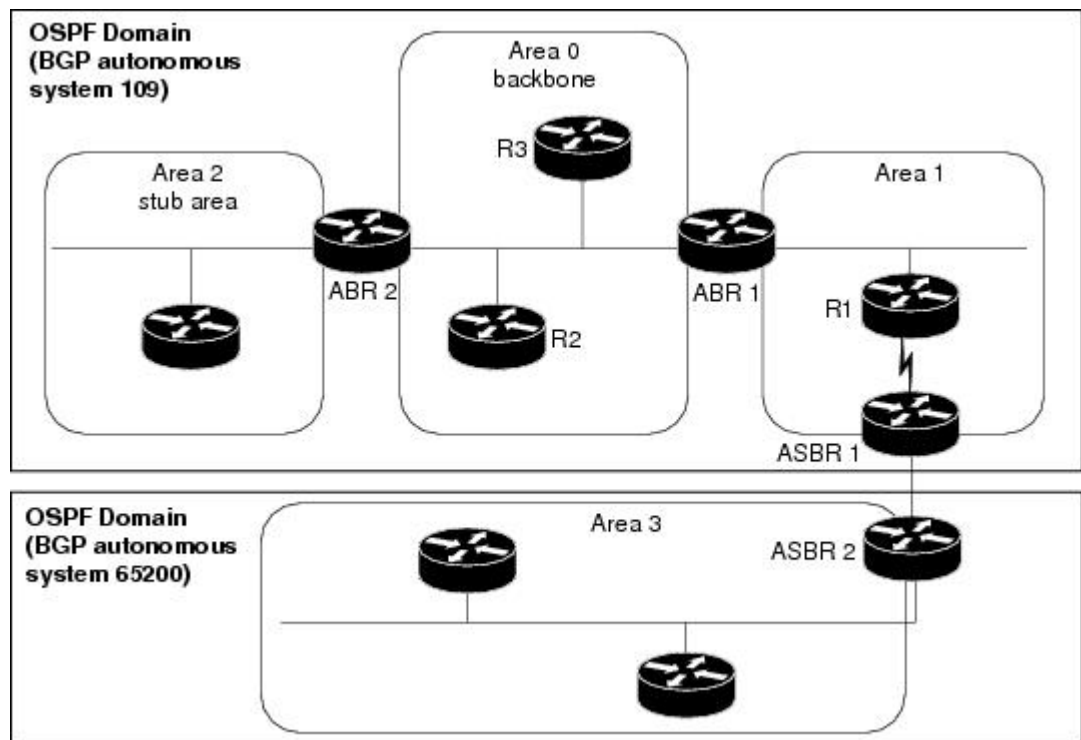 OSPF Domain
(BGP autonomous
system 109)
Area 0
backbone
R3
Area 2
stub area
Area 1
ABR 2
ABR 1
R1
R2
ASBR 1
OSPF Domain
(BGP autonomous
system 65200)
Area 3
ASBR 2